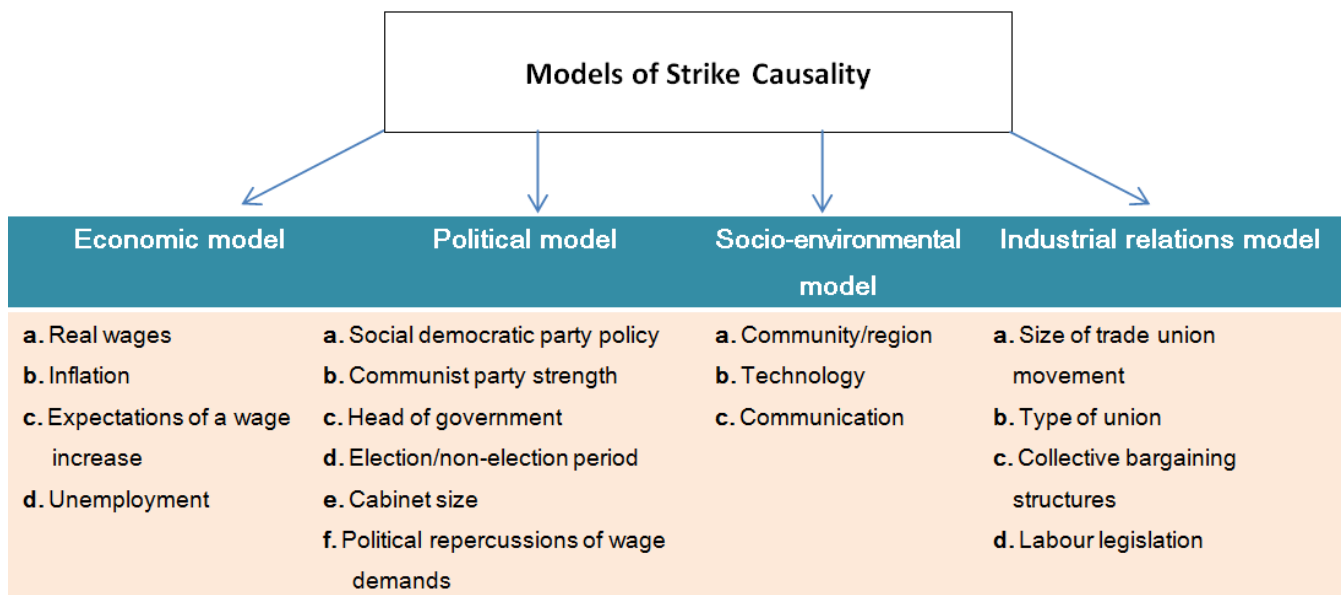 Models of Strike Causality
Economic model
Political model
Socio-environmental
model
Industrial relations model
a. Real wages
b. Inflation
c. Expectations of a wage
increase
d. Unemployment
a. Social democratic party policy
b. Communist party strength
c. Head of government
d. Election/non-election period
e. Cabinet size
f. Political repercussions of wage
demands
a. Community/region
b. Technology
c. Communication
a. Size of trade union
movement
b. Type of union
c. Collective bargaining
structures
d. Labour legislation